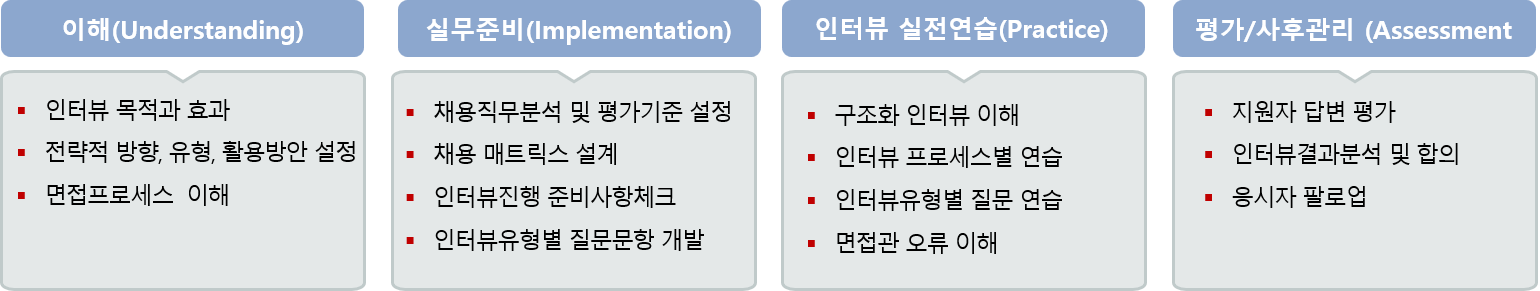 이해(Understanding)
인터뷰 목적과 효과
전략적 방향, 유형, 활용방안 설정
면접프로세스 이해
실무준비(Implementation)
채용직무분석 및 평가기준 설정
채용 매트릭스 설계
인터뷰진행 준비사항체크
인터뷰유형별 질문문항 개발
인터뷰 실전연습(Practice)
구조화 인터뷰 이해
인터뷰 프로세스별 연습
인터뷰유형별 질문 연습
면접관 오류 이해
평가/사후관리 (Assessment
지원자 답변 평가
인터뷰결과분석 및 합의
응시자 팔로업